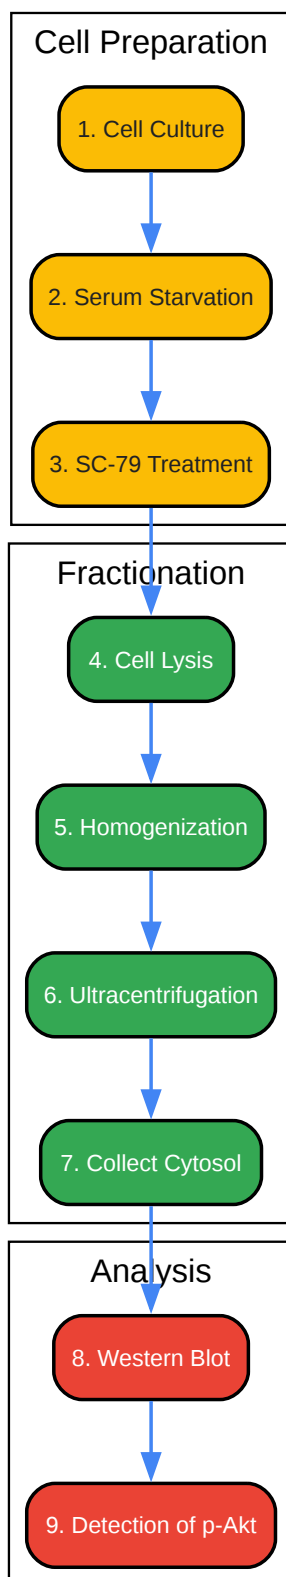 Cell Preparation
1. Cell Culture
2. Serum Starvation
3. SC-79 Treatment
Fractionation
4. Cell Lysis
5. Homogenization
6. Ultracentrifugation
7. Collect Cytosol
Analysis
8. Western Blot
9. Detection of p-Akt